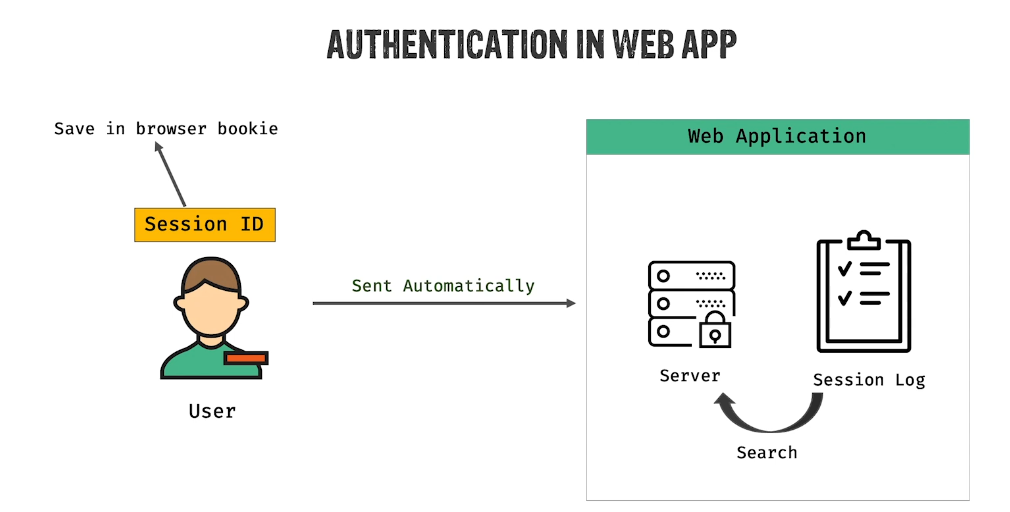 AUTHENTICATION IN WEB APP
Save in browser bookie
Session ID
User
Sent Automatically
Web Application
Server
Session Log
Search